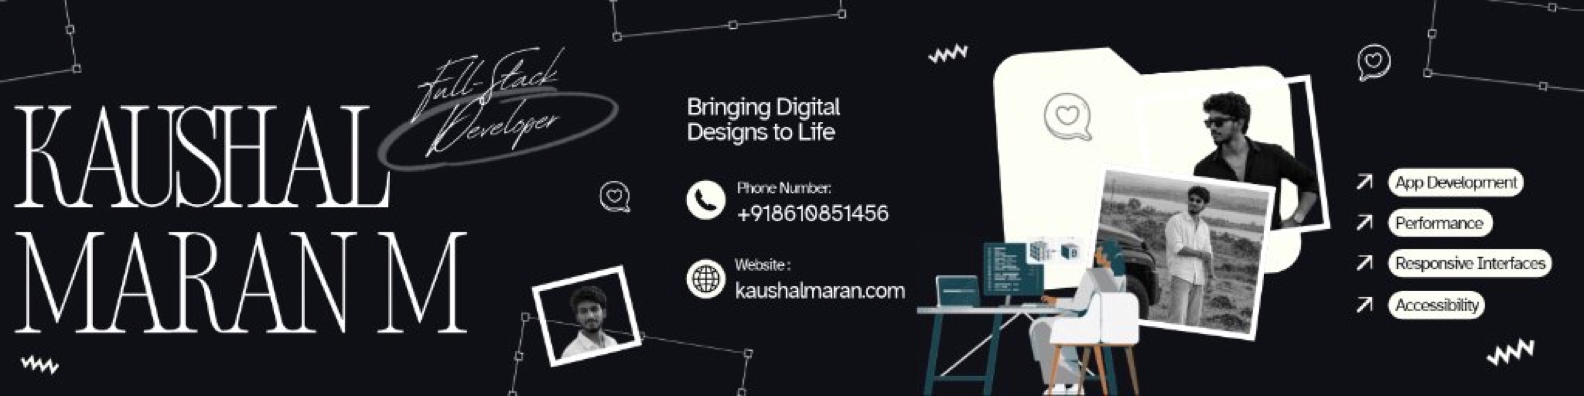 KAUSHAL
MARAN M
Full-Stack
Developer
Bringing Digital
Designs to Life
Phone Number:
+918610851456
Website :
kaushalmaran.com
App Development
Performance
Responsive Interfaces
Accessibility